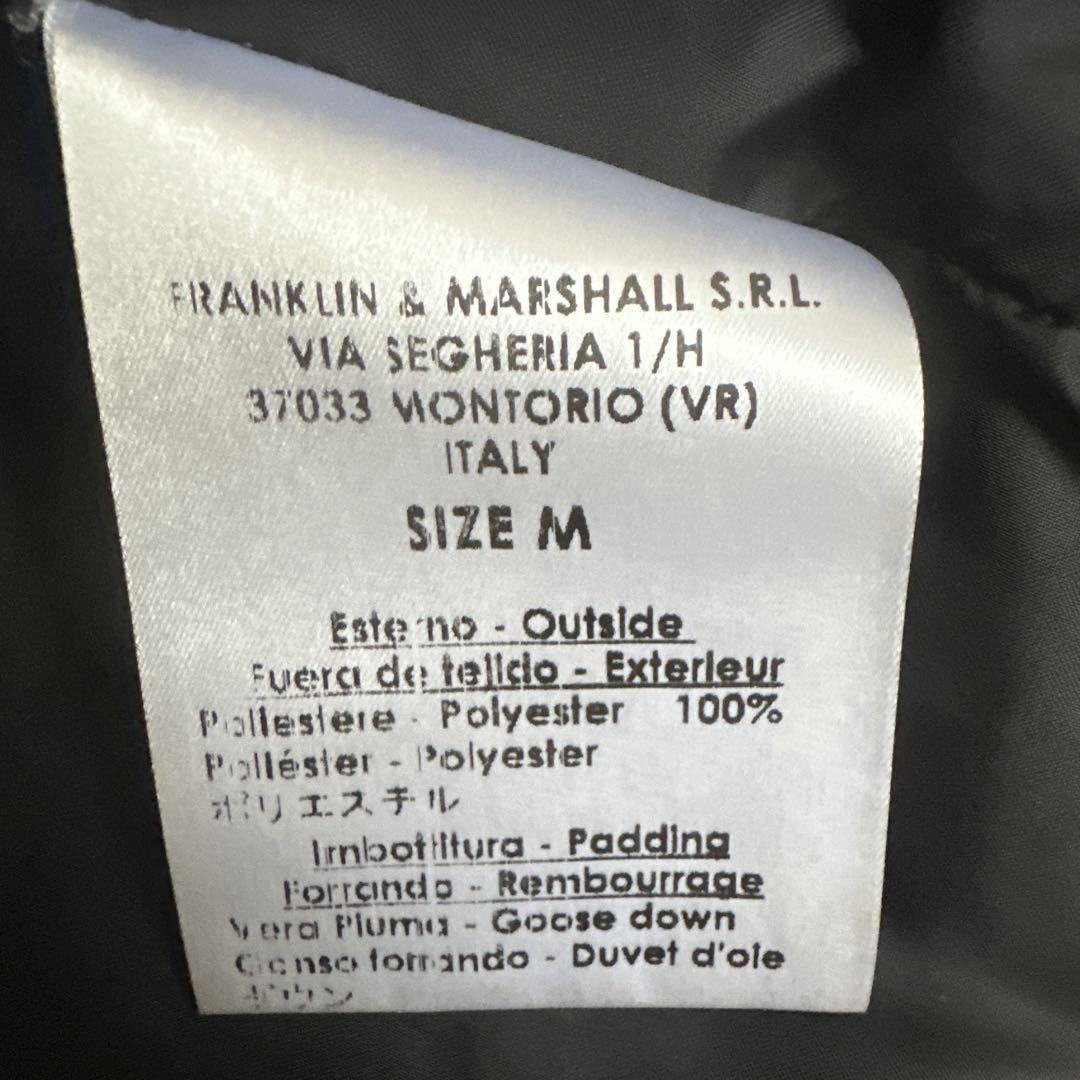 FRANKLIN & MARSHALL S.R.L.
VIA SEGHERIA 1/H
37033 MONTORIO (VR)
ITALY
SIZE M
Esterno - Outside
Fuera de tejido - Exterieur
Poliestere - Polyester 100%
Poliéster - Polyester
ポリエステル
Imbottitura - Padding
Forrando - Rembourrage
Vera Piuma - Goose down
Ganso forrando - Duvet d'oie